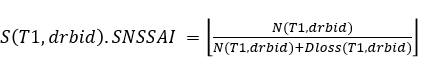 S(T1,drbid).SNSSAI = ⌊N(T1,drbid) / N(T1,drbid)+Dloss(T1,drbid)⌋